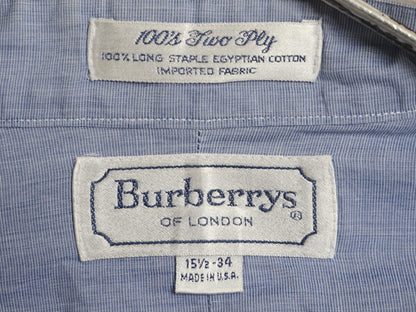 100's Two Ply
100% LONG STAPLE EGYPTIAN COTTON
IMPORTED FABRIC
Burberrys®
OF LONDON
15½-34
MADE IN U.S.A.